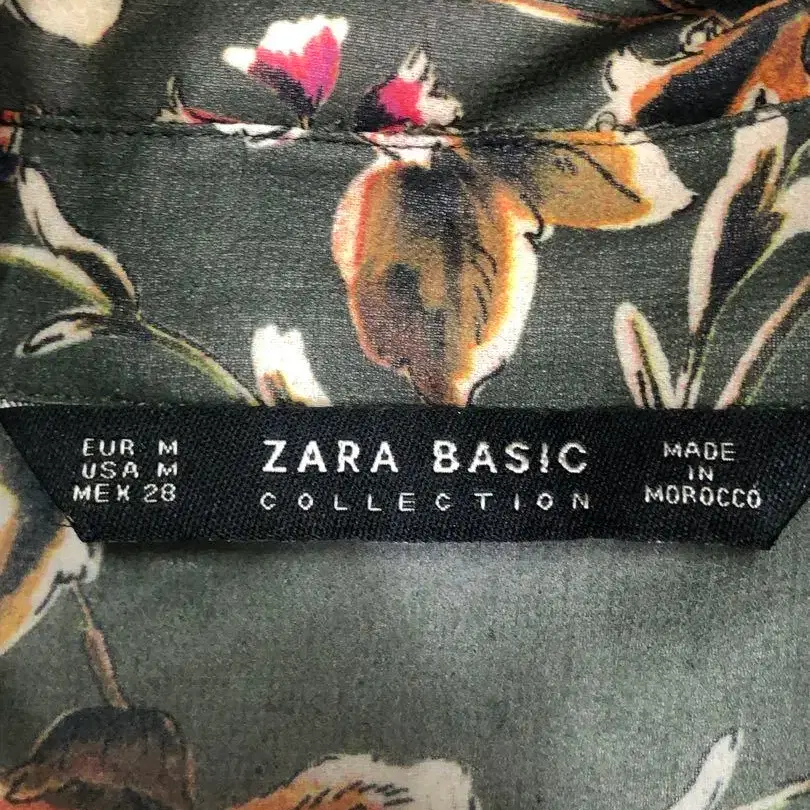 EUR M
USA M
MEX 28
ZARA BASIC
COLLECTION
MADE
IN
MOROCCO